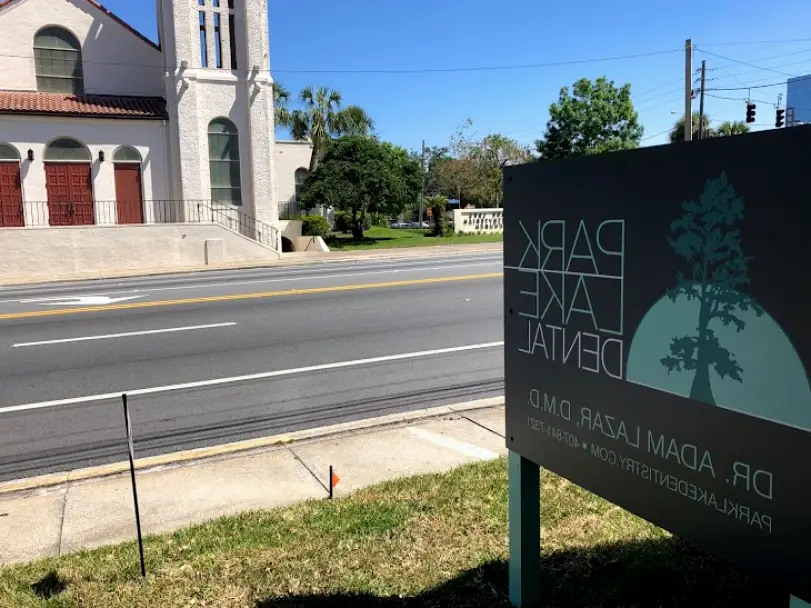 PARK
LAKE
DENTAL
DR. ADAM LAZAR, D.M.D.
PARKLAKEDENTISTRY.COM • 407-841-7321